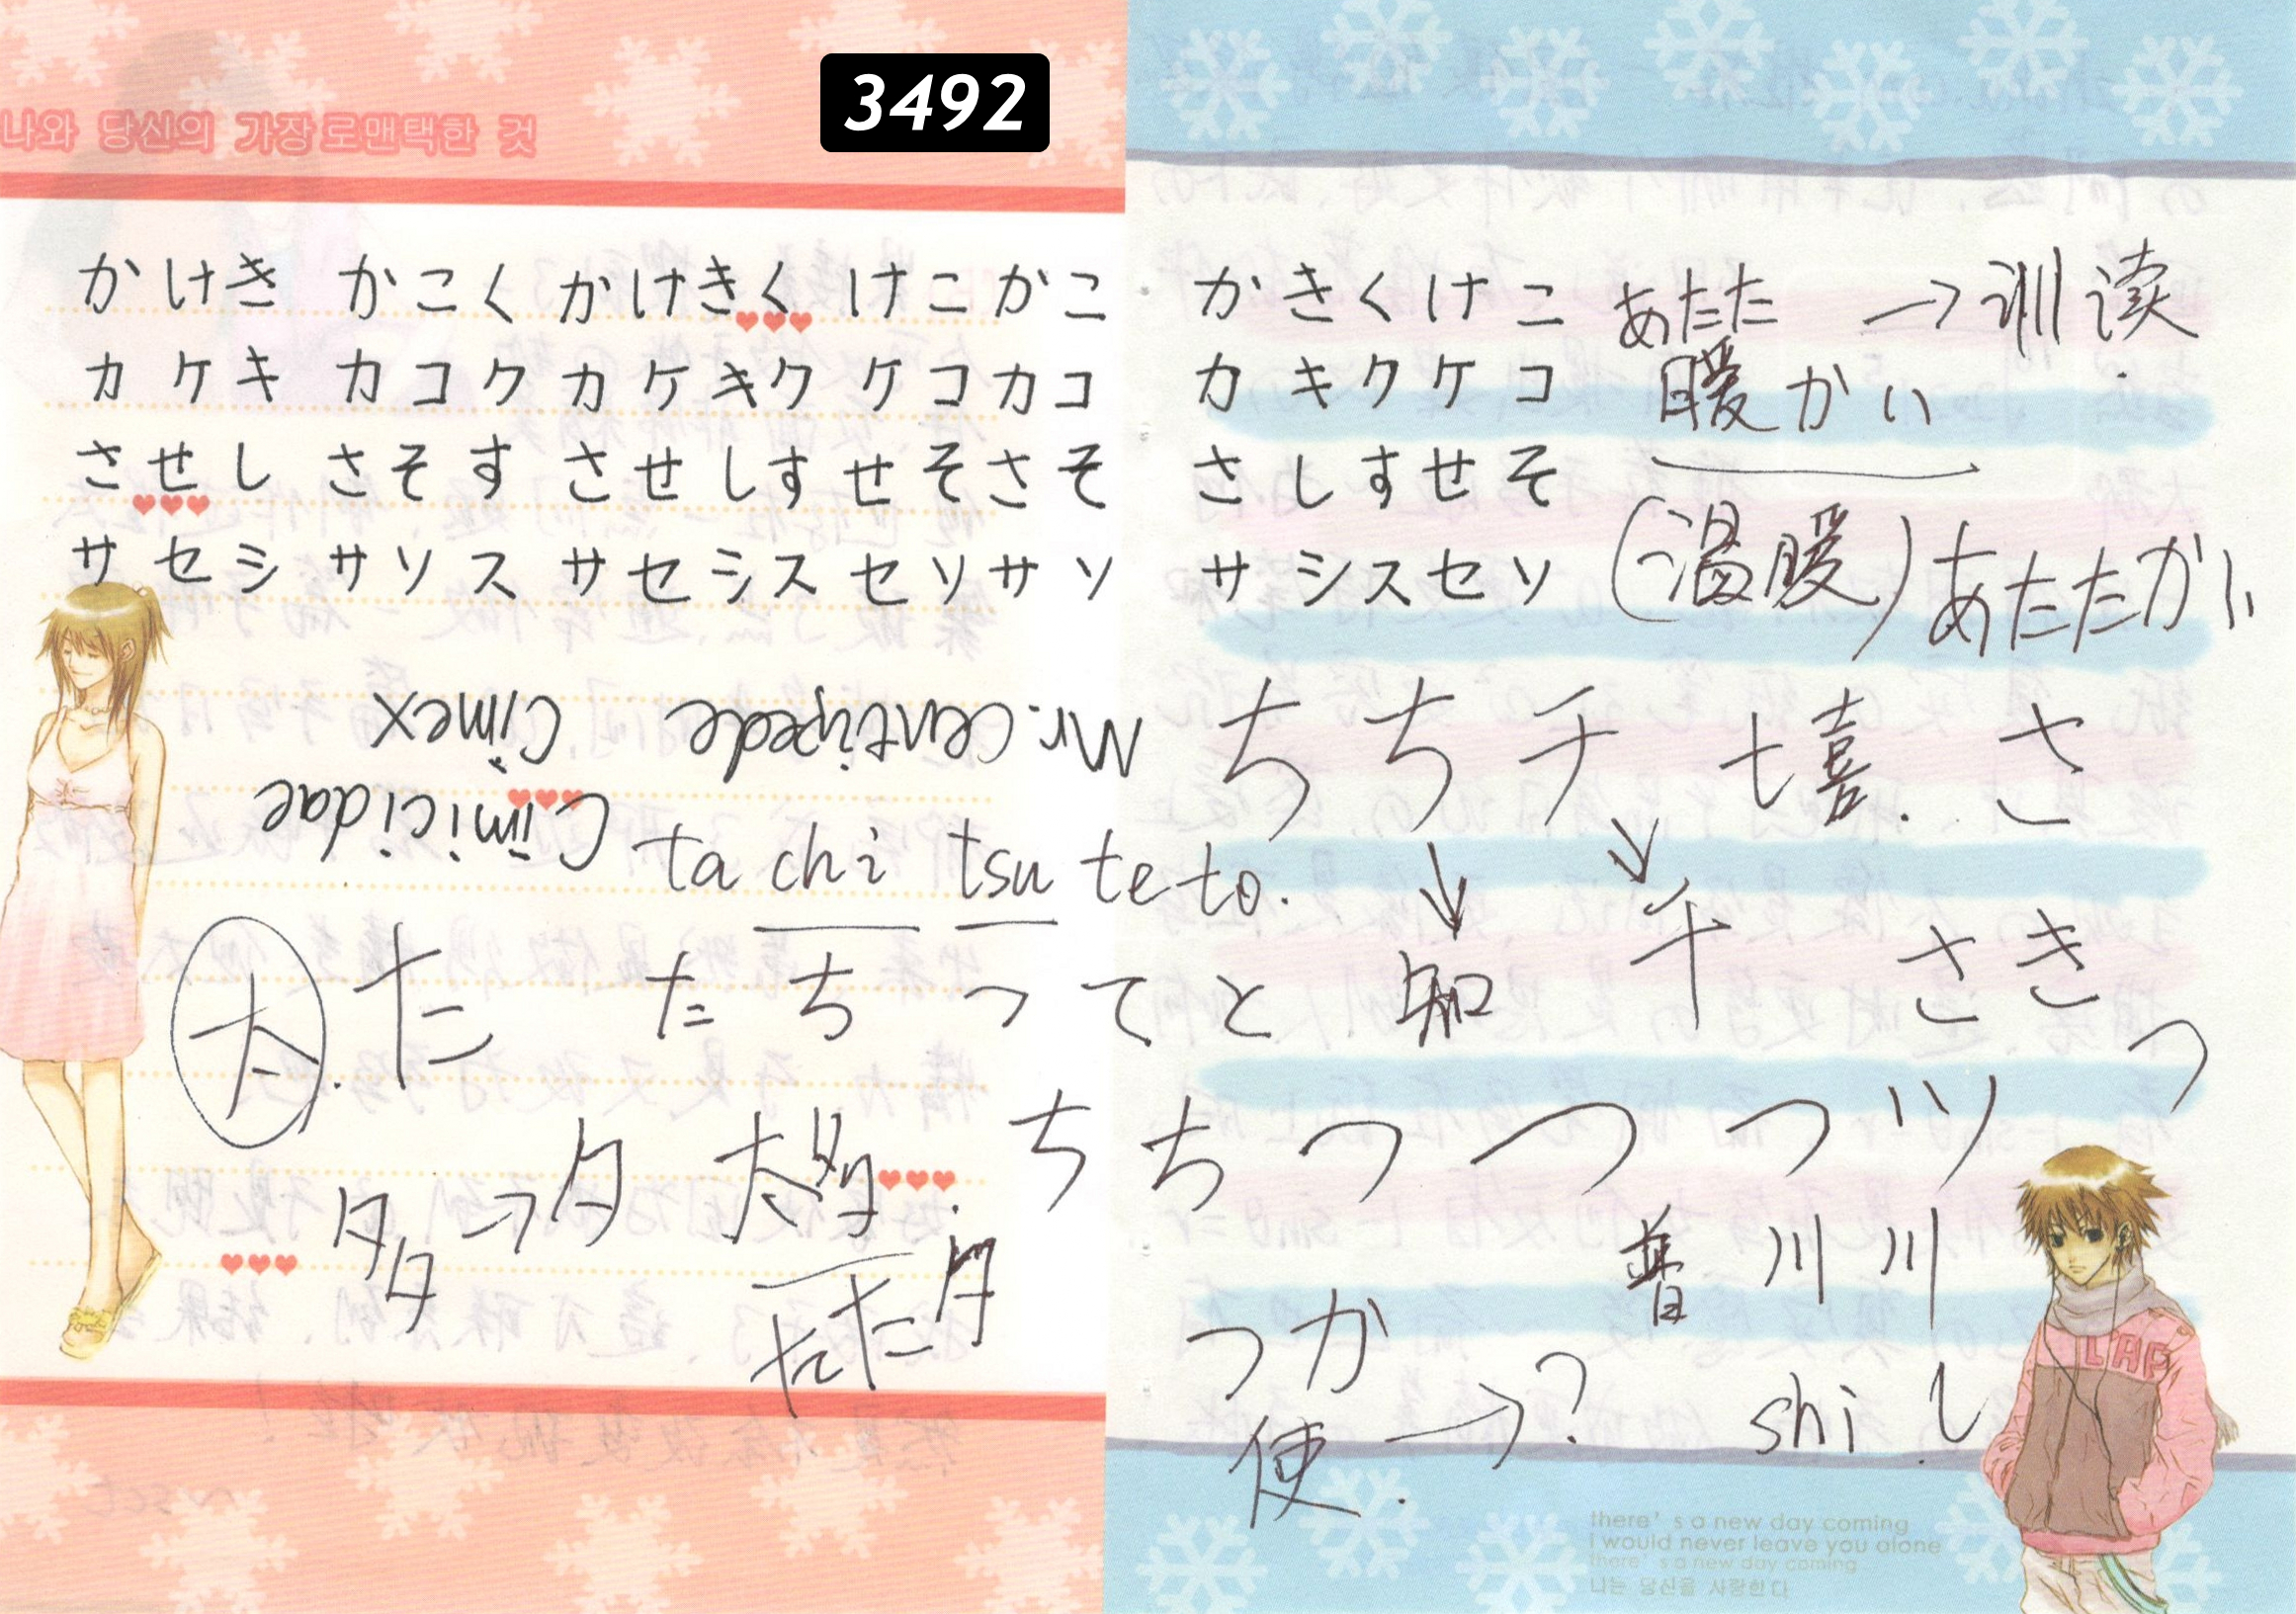 3492
나와 당신의 가장 로맨택한 것
かけき かこく かけきく けこかこ
カケキ カコク カケキク ケコカコ
させし さそす させしす せそさそ
サセシ サソス サセシス セソサソ
Mr. Centipede Cimex
Cimicidae
ta chi tsu te to.
太. た たちつてと
多→タ 太多.
たた タ
かきくけこ
カキクケコ
さしすせそ
サシスセソ
あたた → 训读.
暖かい
(温暖) あたたかい
ち ち チ 七 嘻. さ
↓ ↓
知 千 さ き
ち ち つ つ つ ツ つ
普 川 川
つか
使. →? shi し
there's a new day coming
I would never leave you alone
there's a new day coming
나는 당신을 사랑한다
LAP